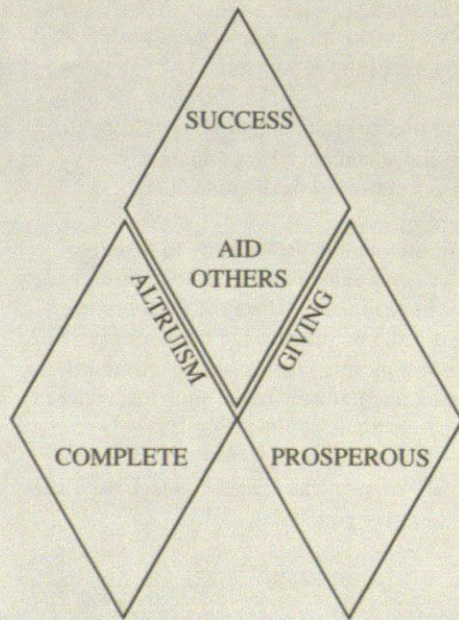 SUCCESS
AID
OTHERS
ALTRUISM
GIVING
COMPLETE
PROSPEROUS